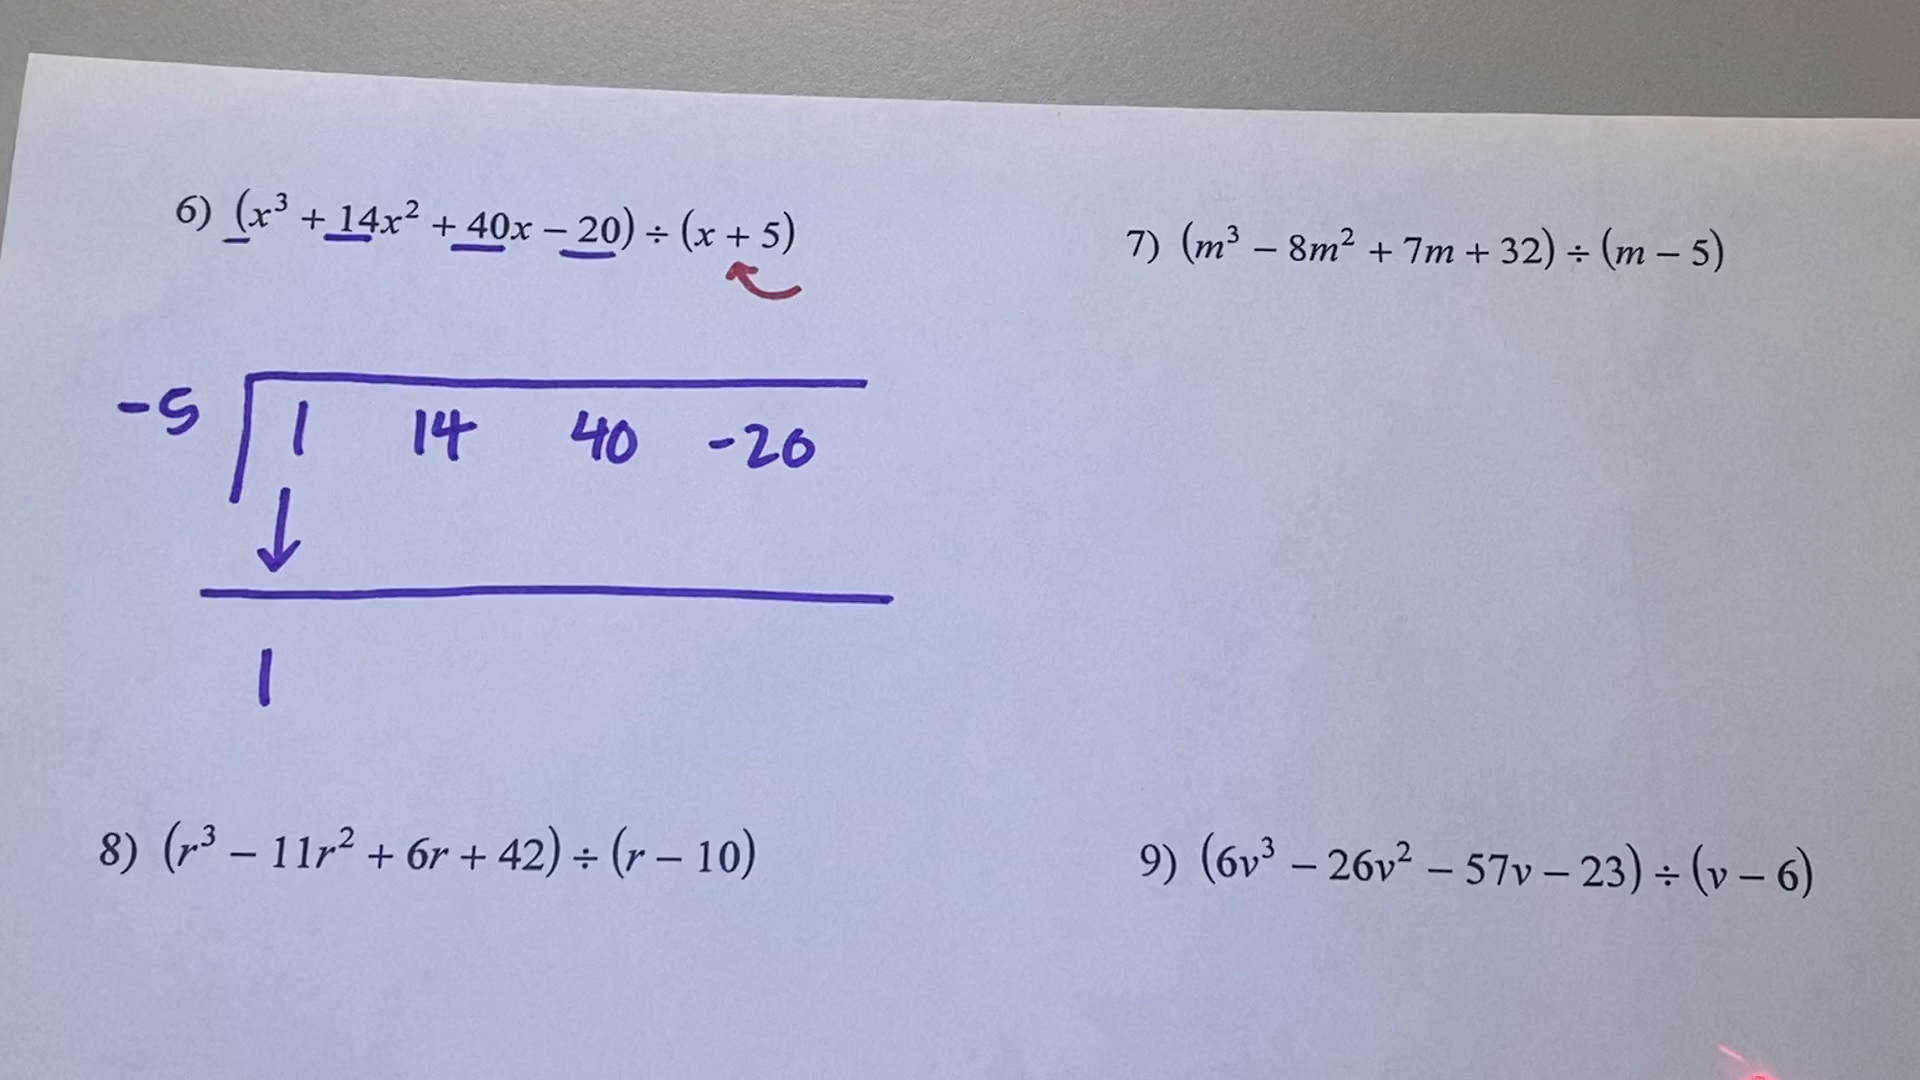 6) (x³ + 14x² + 40x − 20) ÷ (x + 5)
7) (m³ − 8m² + 7m + 32) ÷ (m − 5)
-5 1 14 40 -20
1
8) (r³ − 11r² + 6r + 42) ÷ (r − 10)
9) (6v³ − 26v² − 57v − 23) ÷ (v − 6)